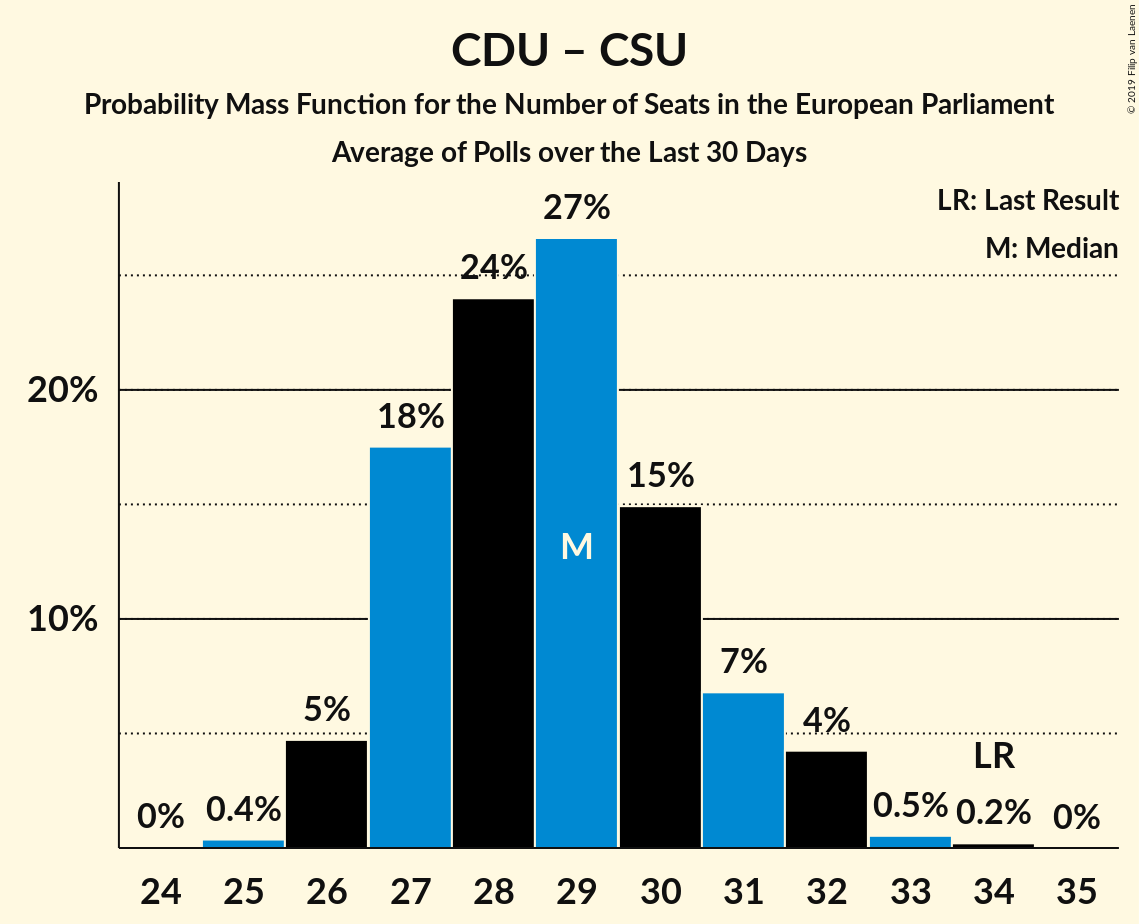 CDU – CSU
Probability Mass Function for the Number of Seats in the European Parliament
Average of Polls over the Last 30 Days
© 2019 Filip van Laenen
LR: Last Result
M: Median
27%
24%
20%
18%
15%
M
10%
7%
5%
4%
LR
0%
0.4%
0.5%
0.2%
0%
24 25 26 27 28 29 30 31 32 33 34 35